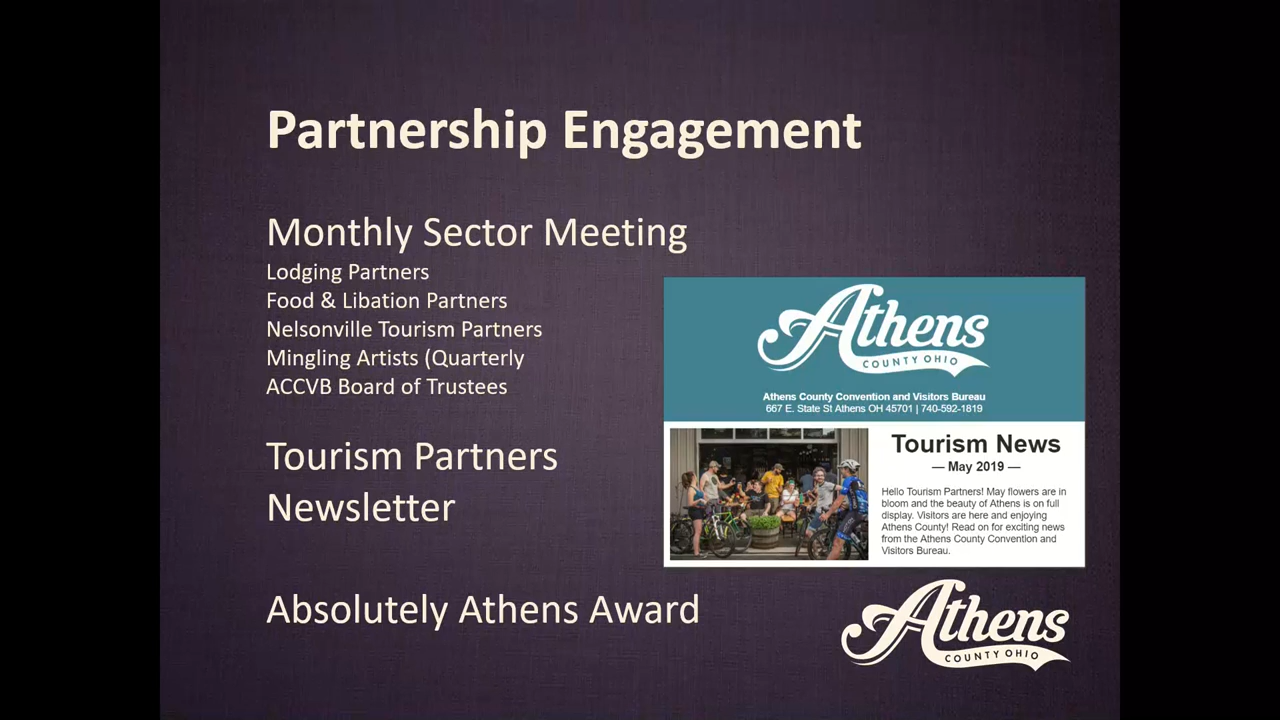 Partnership Engagement
Monthly Sector Meeting
Lodging Partners
Food & Libation Partners
Nelsonville Tourism Partners
Mingling Artists (Quarterly
ACCVB Board of Trustees
Tourism Partners
Newsletter
Absolutely Athens Award
Athens
COUNTY OHIO
Athens County Convention and Visitors Bureau
667 E. State St Athens OH 45701 | 740-592-1819
Tourism News
— May 2019 —
Hello Tourism Partners! May flowers are in
bloom and the beauty of Athens is on full
display. Visitors are here and enjoying
Athens County! Read on for exciting news
from the Athens County Convention and
Visitors Bureau.
Athens
COUNTY OHIO